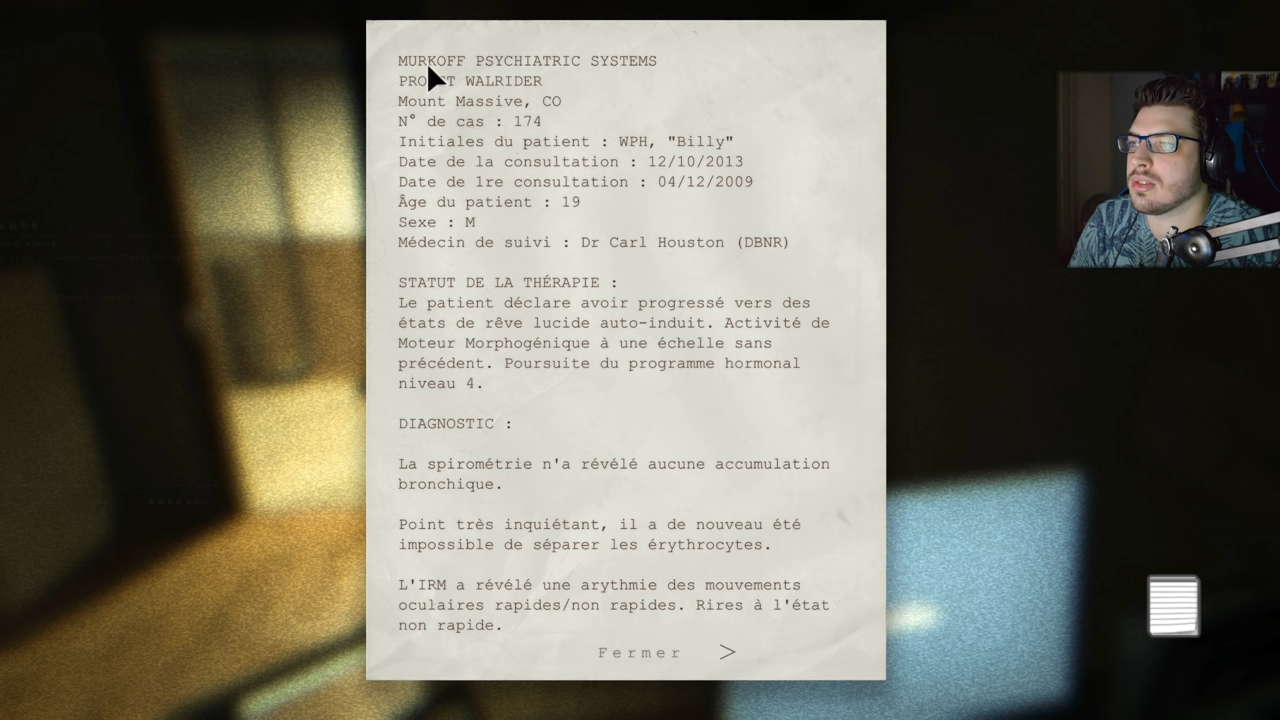 MURKOFF PSYCHIATRIC SYSTEMS
WALRIDER
Mount Massive, CO
N° de cas : 174
Initiales du patient : WPH, "Billy"
Date de la consultation : 12/10/2013
Date de 1re consultation : 04/12/2009
Âge du patient : 19
Sexe : M
Médecin de suivi : Dr Carl Houston (DBNR)
STATUT DE LA THÉRAPIE :
Le patient déclare avoir progressé vers des
états de rêve lucide auto-induit. Activité de
Moteur Morphogénique à une échelle sans
précédent. Poursuite du programme hormonal
niveau 4.
DIAGNOSTIC :
La spirométrie n'a révélé aucune accumulation
bronchique.
Point très inquiétant, il a de nouveau été
impossible de séparer les érythrocytes.
L'IRM a révélé une arythmie des mouvements
oculaires rapides/non rapides. Rires à l'état
non rapide.
Fermer >